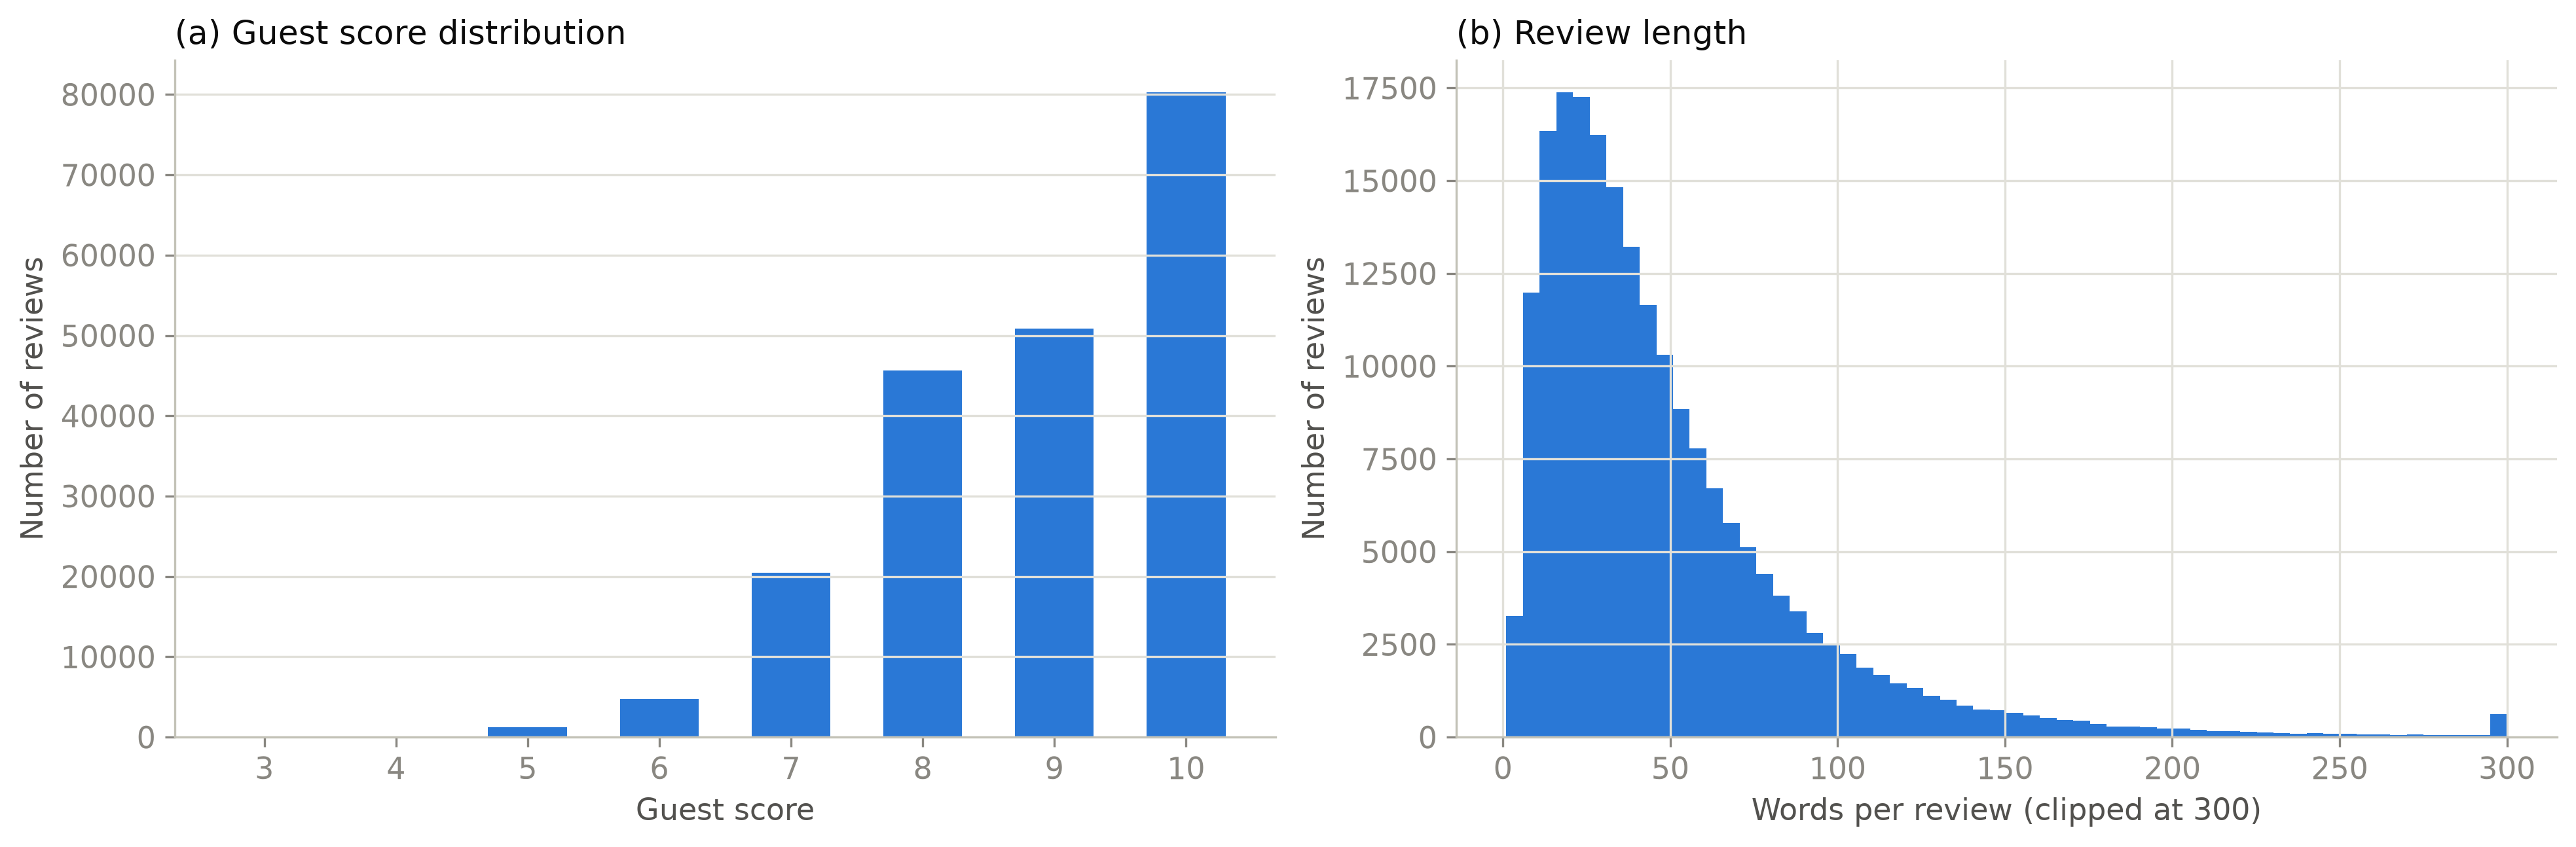 (a) Guest score distribution
Number of reviews
80000
70000
60000
50000
40000
30000
20000
10000
0
3 4 5 6 7 8 9 10
Guest score
(b) Review length
Number of reviews
17500
15000
12500
10000
7500
5000
2500
0
0 50 100 150 200 250 300
Words per review (clipped at 300)